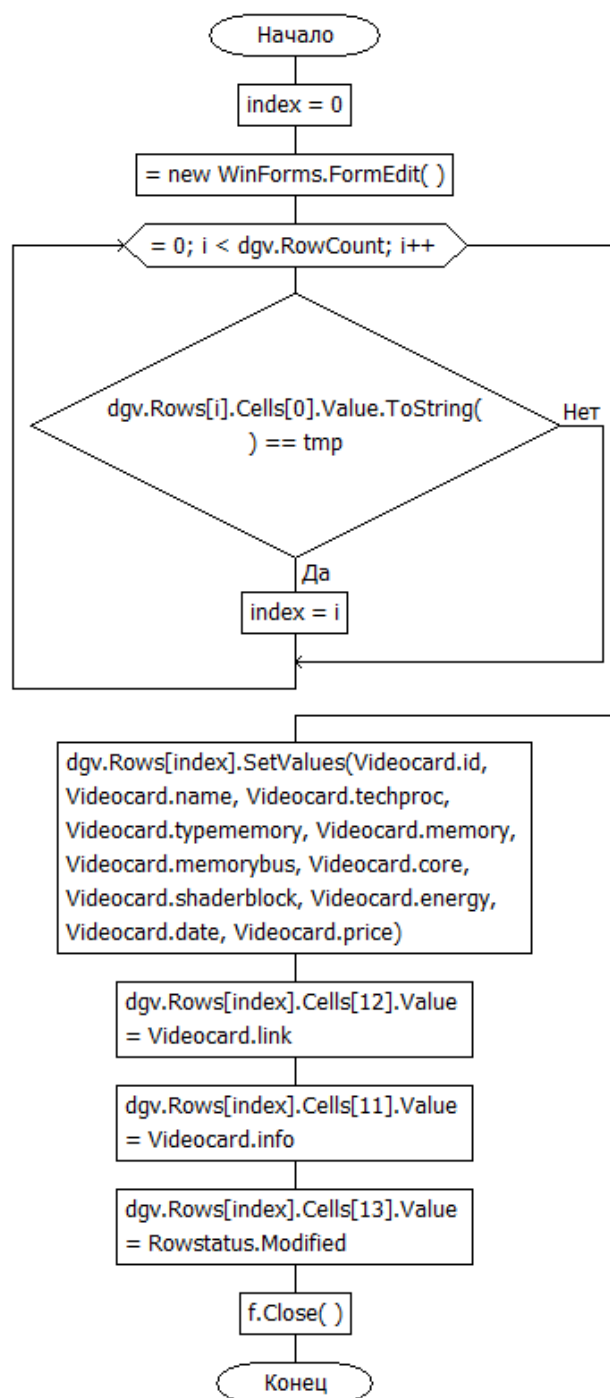 Начало
index = 0
= new WinForms.FormEdit( )
= 0; i < dgv.RowCount; i++
dgv.Rows[i].Cells[0].Value.ToString(
) == tmp
Нет
Да
index = i
dgv.Rows[index].SetValues(Videocard.id,
Videocard.name, Videocard.techproc,
Videocard.typememory, Videocard.memory,
Videocard.memorybus, Videocard.core,
Videocard.shaderblock, Videocard.energy,
Videocard.date, Videocard.price)
dgv.Rows[index].Cells[12].Value
= Videocard.link
dgv.Rows[index].Cells[11].Value
= Videocard.info
dgv.Rows[index].Cells[13].Value
= Rowstatus.Modified
f.Close( )
Конец